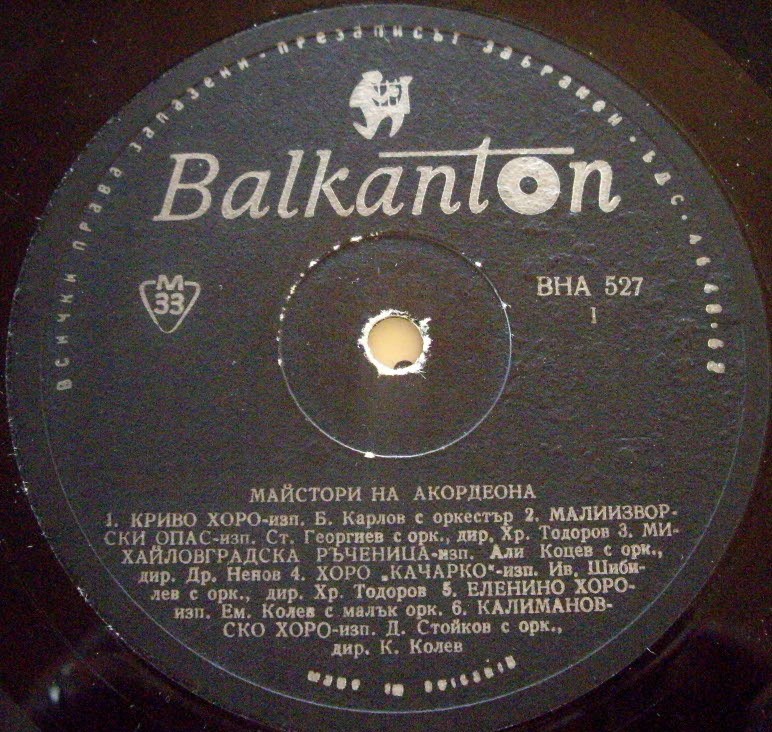 ВСИЧКИ ПРАВА ЗАПАЗЕНИ · ПРЕЗАПИСЪТ ЗАБРАНЕН · БДС
Balkanton
М
33
ВНА 527
I
МАЙСТОРИ НА АКОРДЕОНА
1. КРИВО ХОРО-изп. Б. Карлов с оркестър 2. МАЛИИЗВОР-
СКИ ОПАС-изп. Ст. Георгиев с орк., дир. Хр. Тодоров 3. МИ-
ХАЙЛОВГРАДСКА РЪЧЕНИЦА-изп. Али Коцев с орк.,
дир. Др. Ненов 4. ХОРО „КАЧАРКО“-изп. Ив. Шиби-
лев с орк., дир. Хр. Тодоров 5. ЕЛЕНИНО ХОРО-
изп. Ем. Колев с малък орк. 6. КАЛИМАНОВ-
СКО ХОРО-изп. Д. Стойков с орк.,
дир. К. Колев
MADE IN BULGARIA